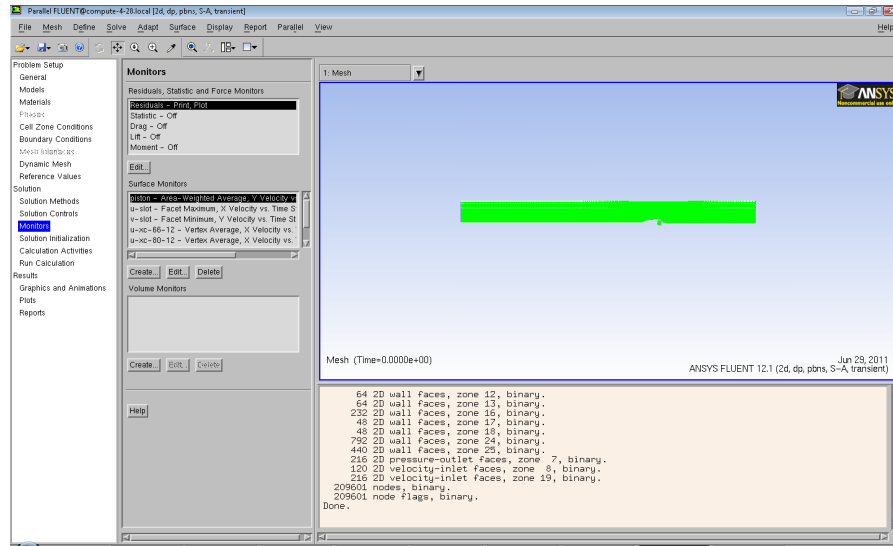 Parallel FLUENT@compute-4-28.local [2d, dp, pbns, S-A, transient]
File Mesh Define Solve Adapt Surface Display Report Parallel View Help
Problem Setup
General
Models
Materials
Phases
Cell Zone Conditions
Boundary Conditions
Mesh Interfaces
Dynamic Mesh
Reference Values
Solution
Solution Methods
Solution Controls
Monitors
Solution Initialization
Calculation Activities
Run Calculation
Results
Graphics and Animations
Plots
Reports
Monitors
Residuals, Statistic and Force Monitors
Residuals - Print, Plot
Statistic - Off
Drag - Off
Lift - Off
Moment - Off
Edit...
Surface Monitors
piston - Area-Weighted Average, Y Velocity v
u-slot - Facet Maximum, X Velocity vs. Time S
v-slot - Facet Minimum, Y Velocity vs. Time St
u-xc-66-12 - Vertex Average, X Velocity vs.
u-xc-80-12 - Vertex Average, X Velocity vs.
Create... Edit... Delete
Volume Monitors
Create... Edit... Delete
Help
1: Mesh
ANSYS
Noncommercial use onl
Mesh (Time=0.0000e+00)
Jun 29, 2011
ANSYS FLUENT 12.1 (2d, dp, pbns, S-A, transient)
64 2D wall faces, zone 12, binary.
64 2D wall faces, zone 13, binary.
232 2D wall faces, zone 16, binary.
48 2D wall faces, zone 17, binary.
48 2D wall faces, zone 18, binary.
792 2D wall faces, zone 24, binary.
440 2D wall faces, zone 25, binary.
216 2D pressure-outlet faces, zone 7, binary.
120 2D velocity-inlet faces, zone 8, binary.
216 2D velocity-inlet faces, zone 19, binary.
209601 nodes, binary.
209601 node flags, binary.
Done.